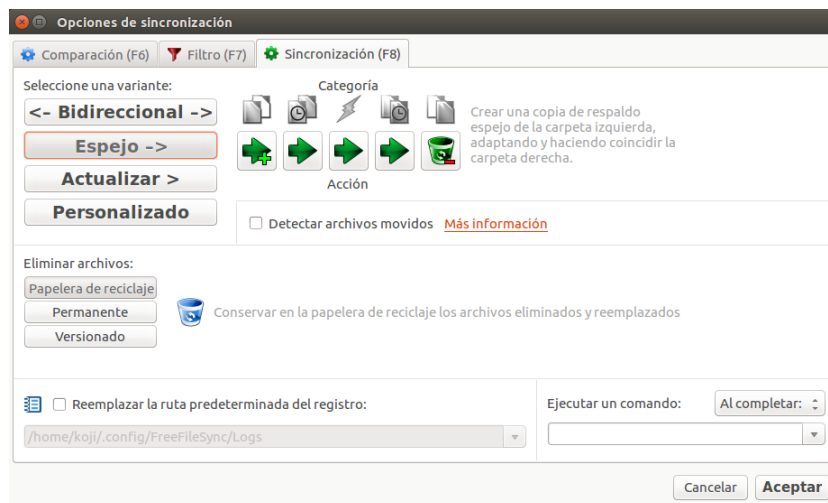 Opciones de sincronización
Comparación (F6)
Filtro (F7)
Sincronización (F8)
Seleccione una variante:
<- Bidireccional ->
Espejo ->
Actualizar >
Personalizado
Categoría
Acción
Crear una copia de respaldo
espejo de la carpeta izquierda,
adaptando y haciendo coincidir la
carpeta derecha.
Detectar archivos movidos Más información
Eliminar archivos:
Papelera de reciclaje
Permanente
Versionado
Conservar en la papelera de reciclaje los archivos eliminados y reemplazados
Reemplazar la ruta predeterminada del registro:
/home/koji/.config/FreeFileSync/Logs
Ejecutar un comando:
Al completar:
Cancelar
Aceptar